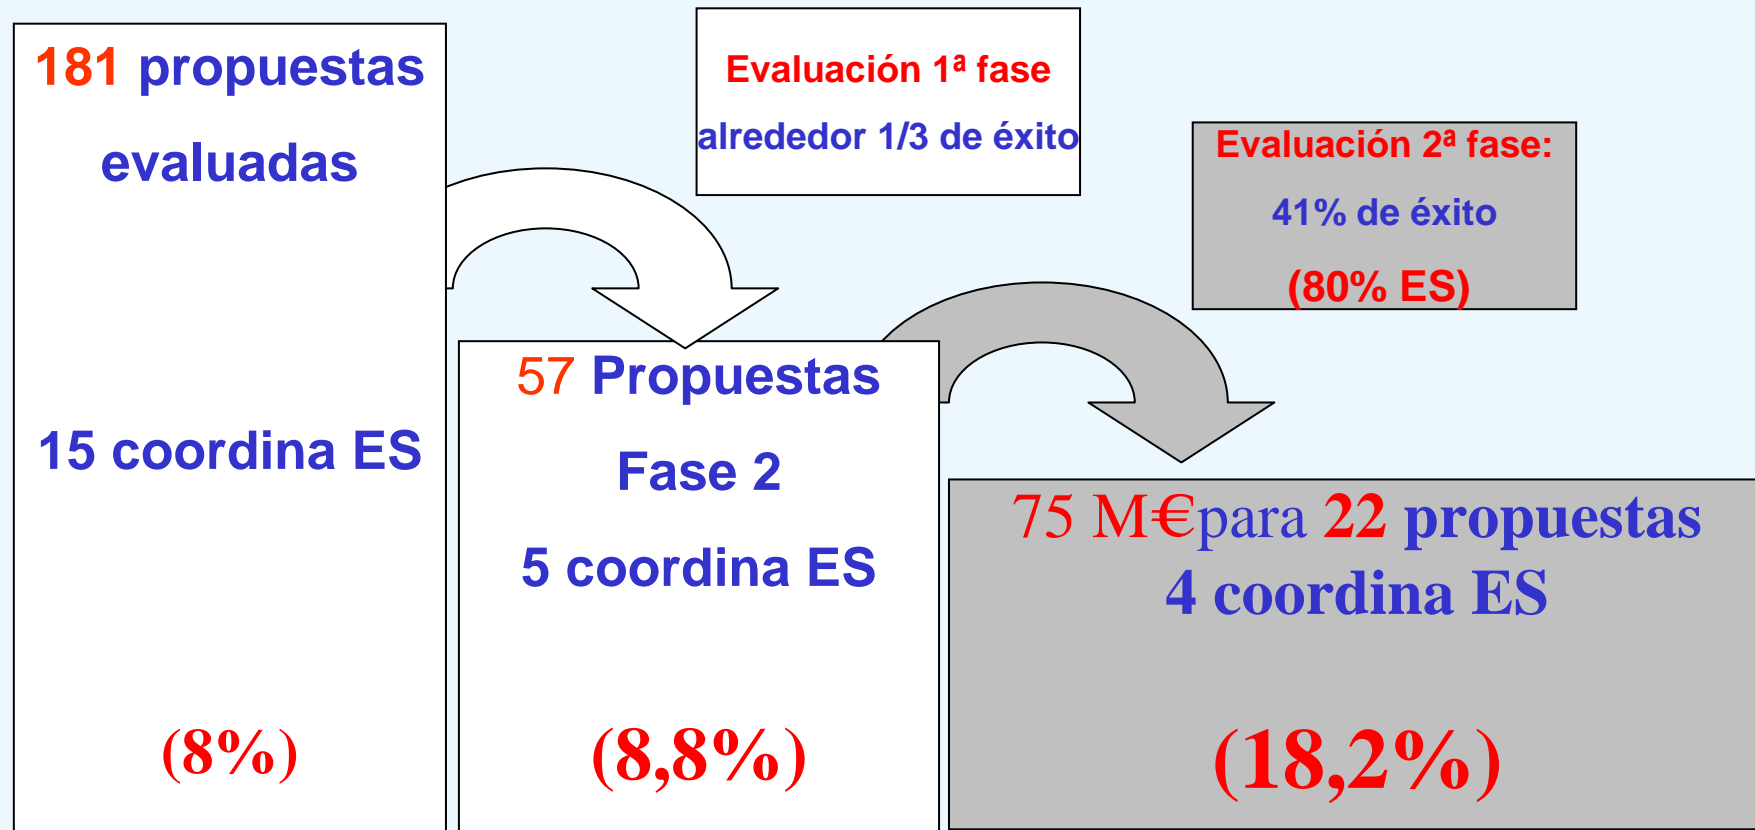 181 propuestas
evaluadas
15 coordina ES
(8%)
Evaluación 1ª fase
alrededor 1/3 de éxito
57 Propuestas
Fase 2
5 coordina ES
(8,8%)
Evaluación 2ª fase:
41% de éxito
(80% ES)
75 M€para 22 propuestas
4 coordina ES
(18,2%)